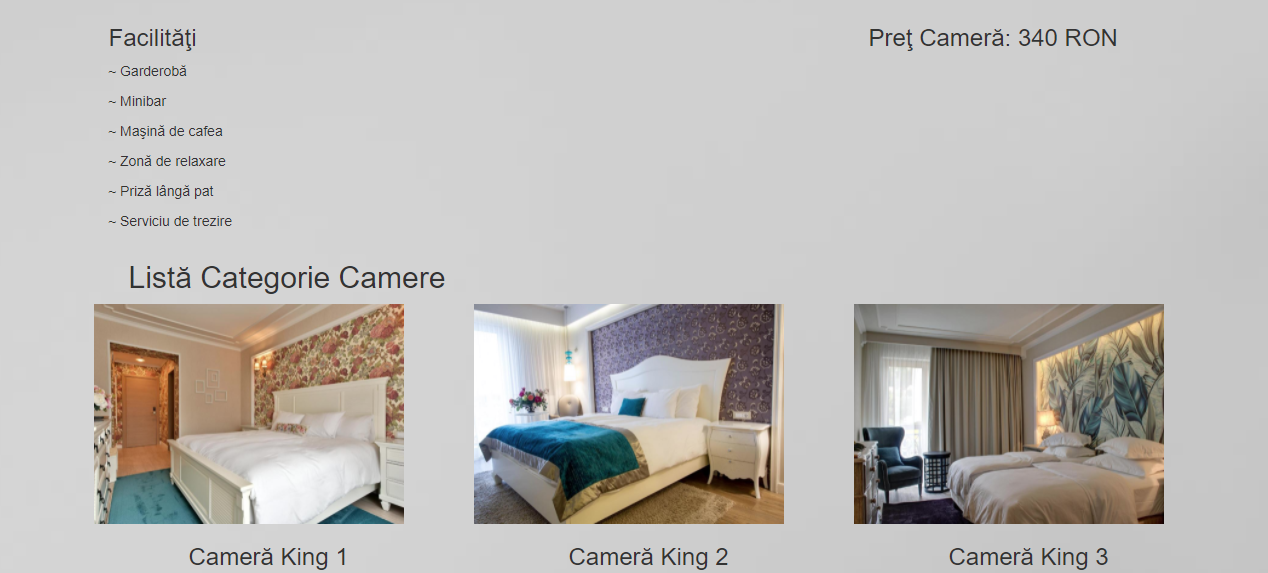 Facilităţi
Preţ Cameră: 340 RON
~ Garderobă
~ Minibar
~ Maşină de cafea
~ Zonă de relaxare
~ Priză lângă pat
~ Serviciu de trezire
Listă Categorie Camere
Cameră King 1
Cameră King 2
Cameră King 3